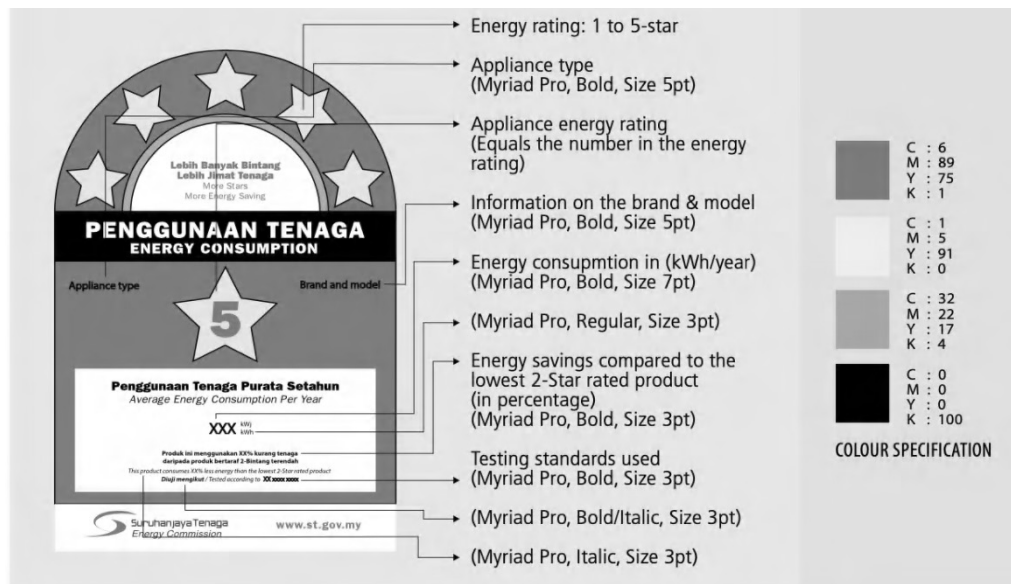 Lebih Banyak Bintang
Lebih Jimat Tenaga
More Stars
More Energy Saving
PENGGUNAAN TENAGA
ENERGY CONSUMPTION
Appliance type
Brand and model
5
Penggunaan Tenaga Purata Setahun
Average Energy Consumption Per Year
XXX kWj
kWh
Produk ini menggunakan XX% kurang tenaga
daripada produk bertaraf 2-Bintang terendah
This product consumes XX% less energy than the lowest 2-Star rated product
Diuji mengikut / Tested according to XX xxxx xxxx
Suruhanjaya Tenaga
Energy Commission
www.st.gov.my
Energy rating: 1 to 5-star
Appliance type
(Myriad Pro, Bold, Size 5pt)
Appliance energy rating
(Equals the number in the energy
rating)
Information on the brand & model
(Myriad Pro, Bold, Size 5pt)
Energy consupmtion in (kWh/year)
(Myriad Pro, Bold, Size 7pt)
(Myriad Pro, Regular, Size 3pt)
Energy savings compared to the
lowest 2-Star rated product
(in percentage)
(Myriad Pro, Bold, Size 3pt)
Testing standards used
(Myriad Pro, Bold, Size 3pt)
(Myriad Pro, Bold/Italic, Size 3pt)
(Myriad Pro, Italic, Size 3pt)
C : 6
M : 89
Y : 75
K : 1
C : 1
M : 5
Y : 91
K : 0
C : 32
M : 22
Y : 17
K : 4
C : 0
M : 0
Y : 0
K : 100
COLOUR SPECIFICATION